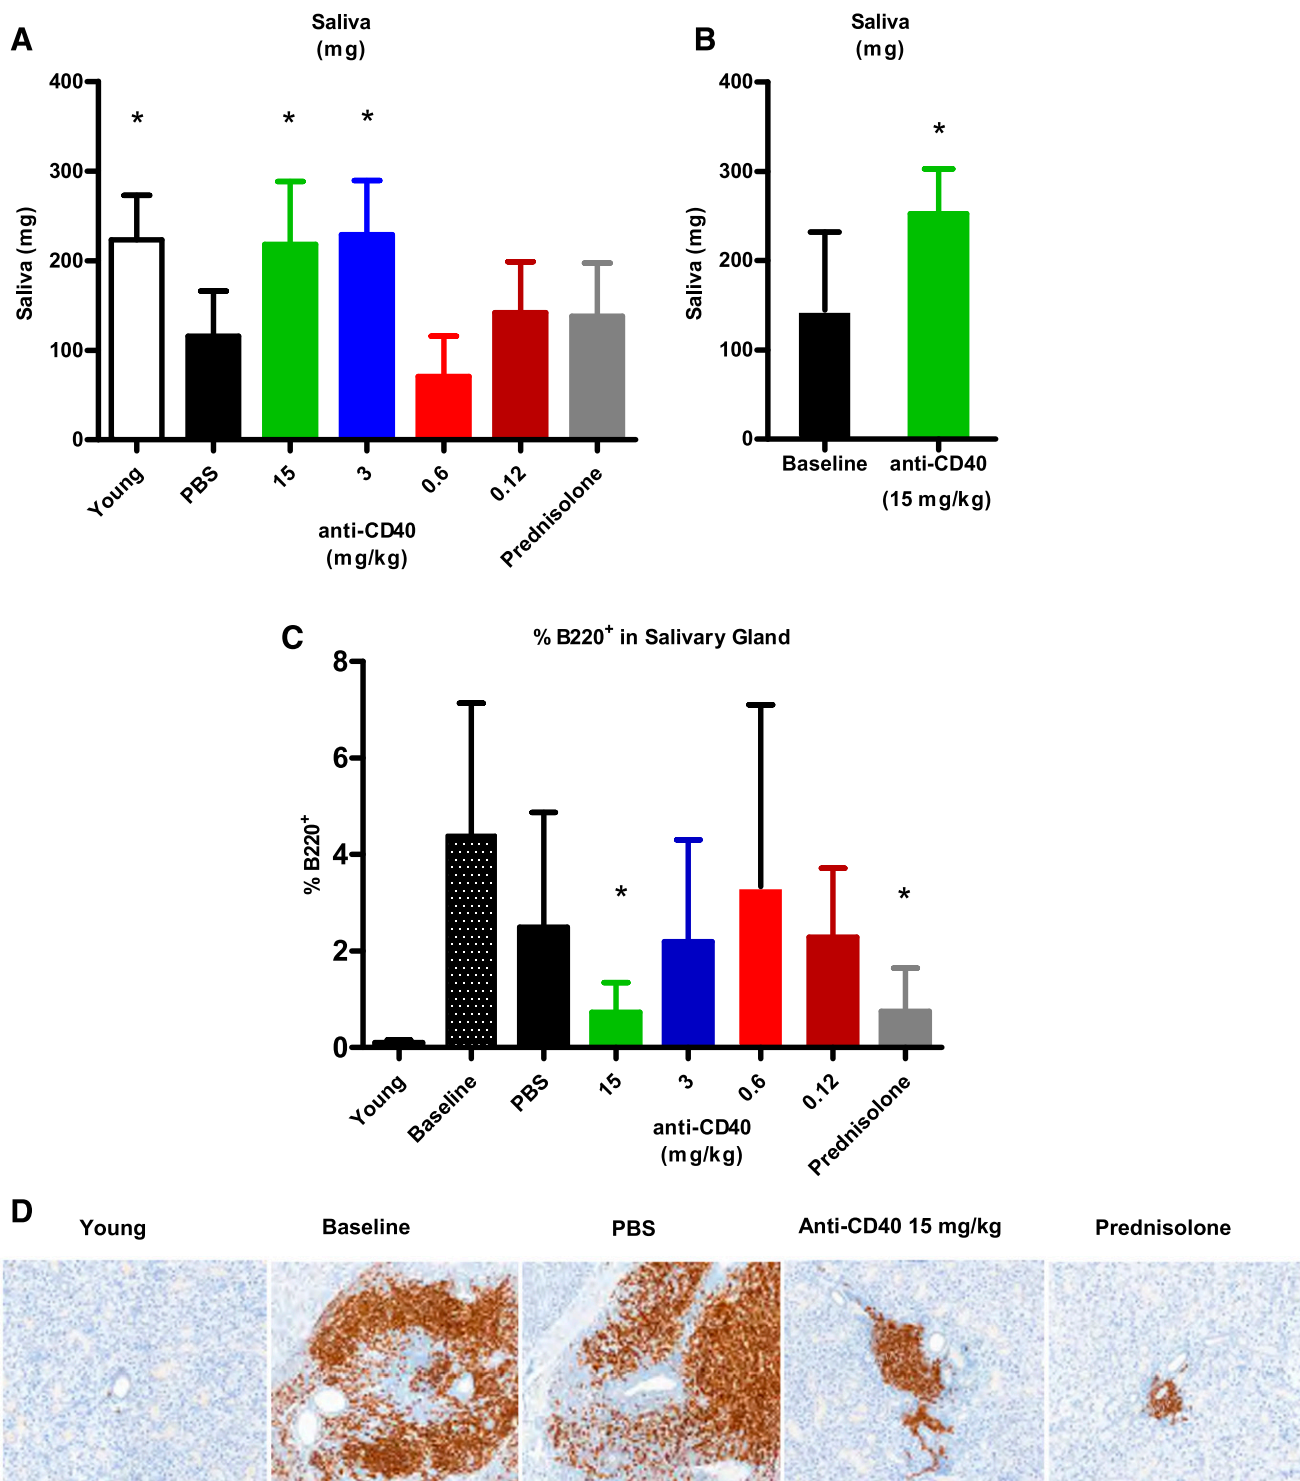 A
Saliva
(mg)
400
300
200
100
0
Saliva (mg)
* * *
Young PBS 15 3 0.6 0.12 Prednisolone
anti-CD40
(mg/kg)
B
Saliva
(mg)
400
300
200
100
0
Saliva (mg)
*
Baseline anti-CD40
(15 mg/kg)
C
% B220+ in Salivary Gland
8
6
4
2
0
% B220+
* *
Young Baseline PBS 15 3 0.6 0.12 Prednisolone
anti-CD40
(mg/kg)
D
Young Baseline PBS Anti-CD40 15 mg/kg Prednisolone